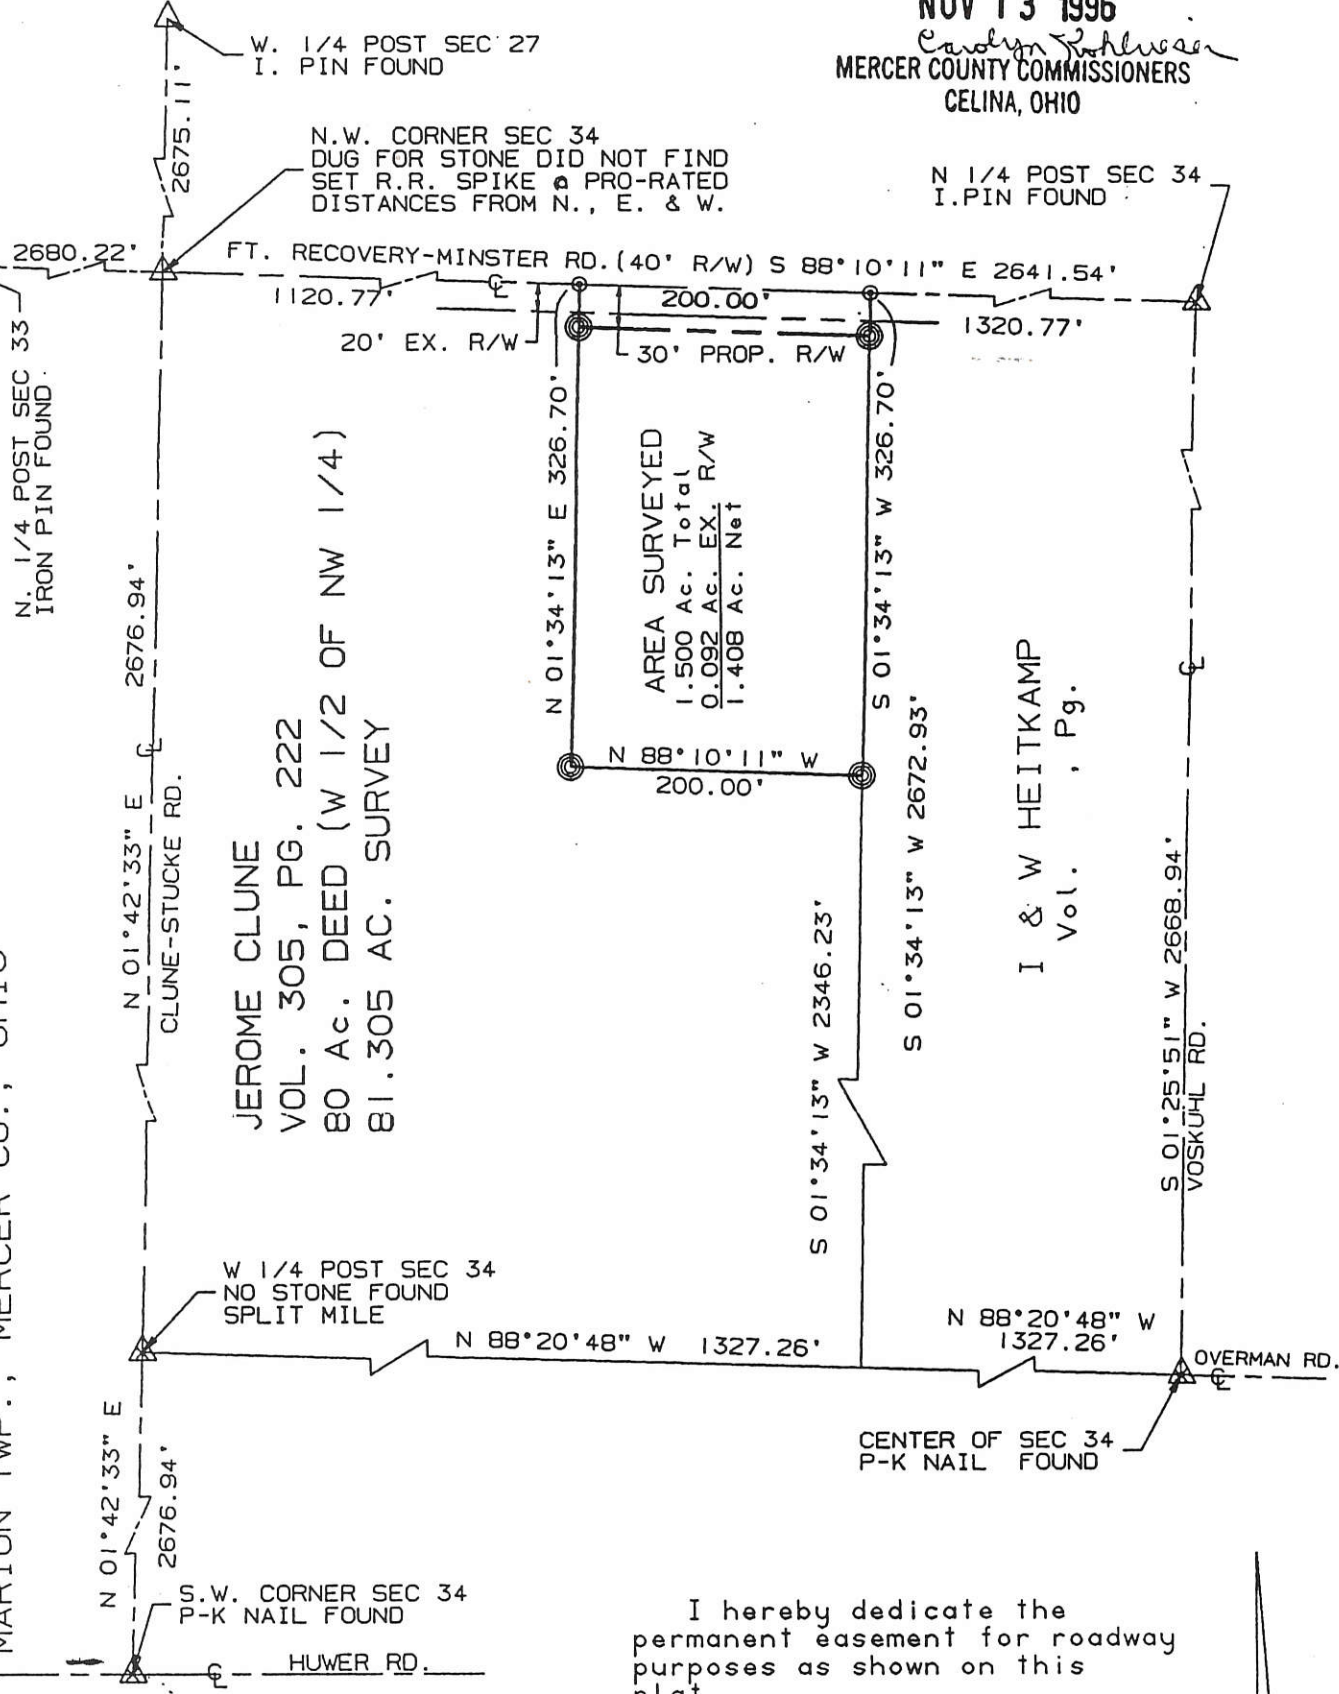 NOV 13 1996
Carolyn
MERCER COUNTY COMMISSIONERS
CELINA, OHIO
W. 1/4 POST SEC 27
I. PIN FOUND
2675.11'
N.W. CORNER SEC 34
DUG FOR STONE DID NOT FIND
SET R.R. SPIKE @ PRO-RATED
DISTANCES FROM N., E. & W.
N 1/4 POST SEC 34
I.PIN FOUND
2680.22'
FT. RECOVERY-MINSTER RD. (40' R/W) S 88°10'11" E 2641.54'
1120.77'
200.00'
1320.77'
20' EX. R/W
30' PROP. R/W
N. 1/4 POST SEC 33
IRON PIN FOUND
N 01°34'13" E 326.70'
AREA SURVEYED
1.500 Ac. Total
0.092 Ac. EX. R/W
1.408 Ac. Net
S 01°34'13" W 326.70'
N 88°10'11" W
200.00'
N 01°42'33" E 2676.94'
CLUNE-STUCKE RD.
JEROME CLUNE
VOL. 305, PG. 222
80 Ac. DEED (W 1/2 OF NW 1/4)
81.305 AC. SURVEY
S 01°34'13" W 2346.23'
S 01°34'13" W 2672.93'
I & W HEITKAMP
Vol. , Pg.
S 01°25'51" W 2668.94'
VOSKUHL RD.
MARION TWP., MERCER CO., OHIO
W 1/4 POST SEC 34
NO STONE FOUND
SPLIT MILE
N 88°20'48" W 1327.26'
N 88°20'48" W
1327.26'
OVERMAN RD.
CENTER OF SEC 34
P-K NAIL FOUND
N 01°42'33" E
2676.94'
S.W. CORNER SEC 34
P-K NAIL FOUND
HUWER RD.
I hereby dedicate the
permanent easement for roadway
purposes as shown on this
plat